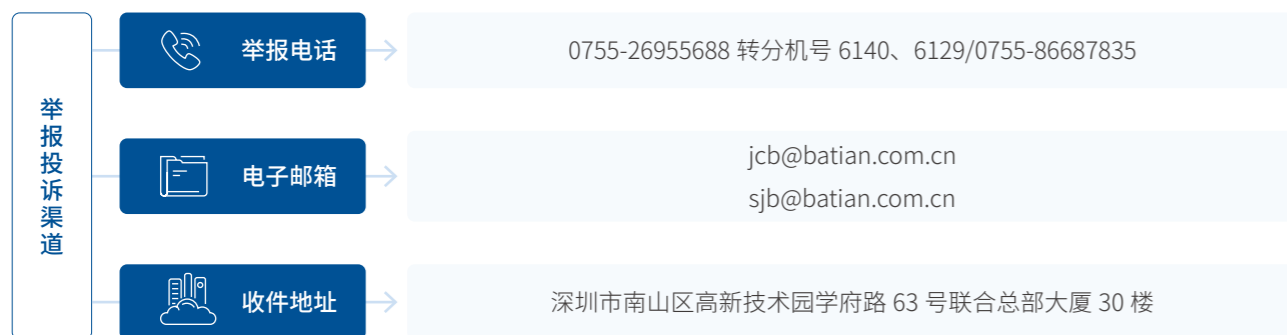 举报投诉渠道
举报电话
0755-26955688 转分机号 6140、6129/0755-86687835
电子邮箱
jcb@batian.com.cn
sjb@batian.com.cn
收件地址
深圳市南山区高新技术园学府路 63 号联合总部大厦 30 楼